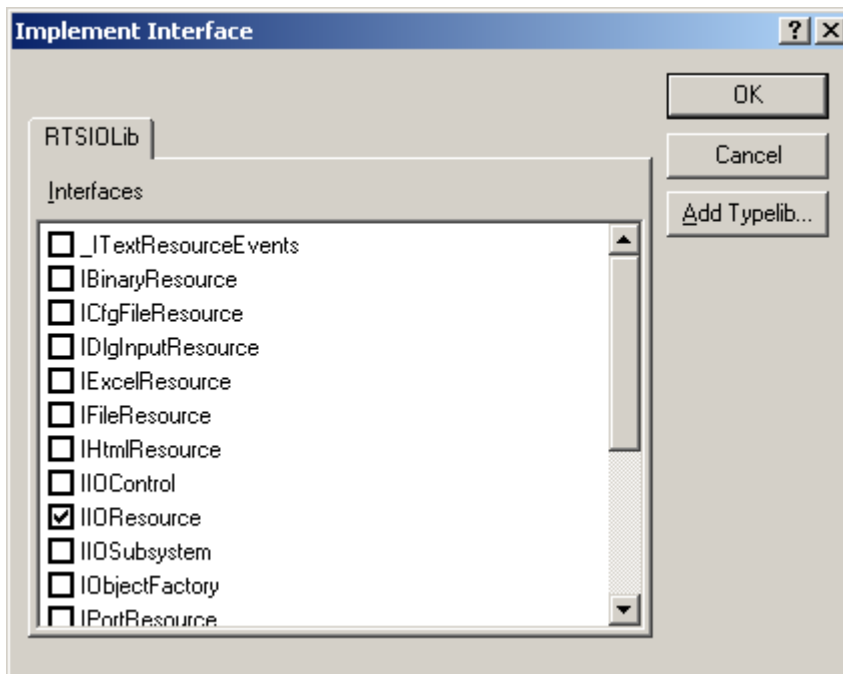 Implement Interface
OK
Cancel
Add Typelib...
RTSIOLib
Interfaces
_ITextResourceEvents
IBinaryResource
ICfgFileResource
IDlgInputResource
IExcelResource
IFileResource
IHtmlResource
IIOControl
IIOResource
IIOSubsystem
IObjectFactory
IPortResource